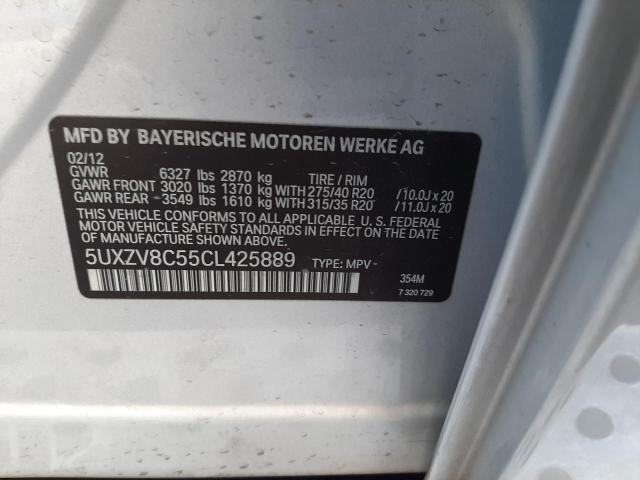 MFD BY BAYERISCHE MOTOREN WERKE AG
02/12
GVWR 6327 lbs 2870 kg TIRE / RIM
GAWR FRONT 3020 lbs 1370 kg WITH 275/40 R20 /10.0J x 20
GAWR REAR -3549 lbs 1610 kg WITH 315/35 R20 /11.0J x 20
THIS VEHICLE CONFORMS TO ALL APPLICABLE U. S. FEDERAL
MOTOR VEHICLE SAFETY STANDARDS IN EFFECT ON THE
DATE OF MANUFACTURE SHOWN ABOVE.
5UXZV8C55CL425889 TYPE: MPV -
354M
7 320 729